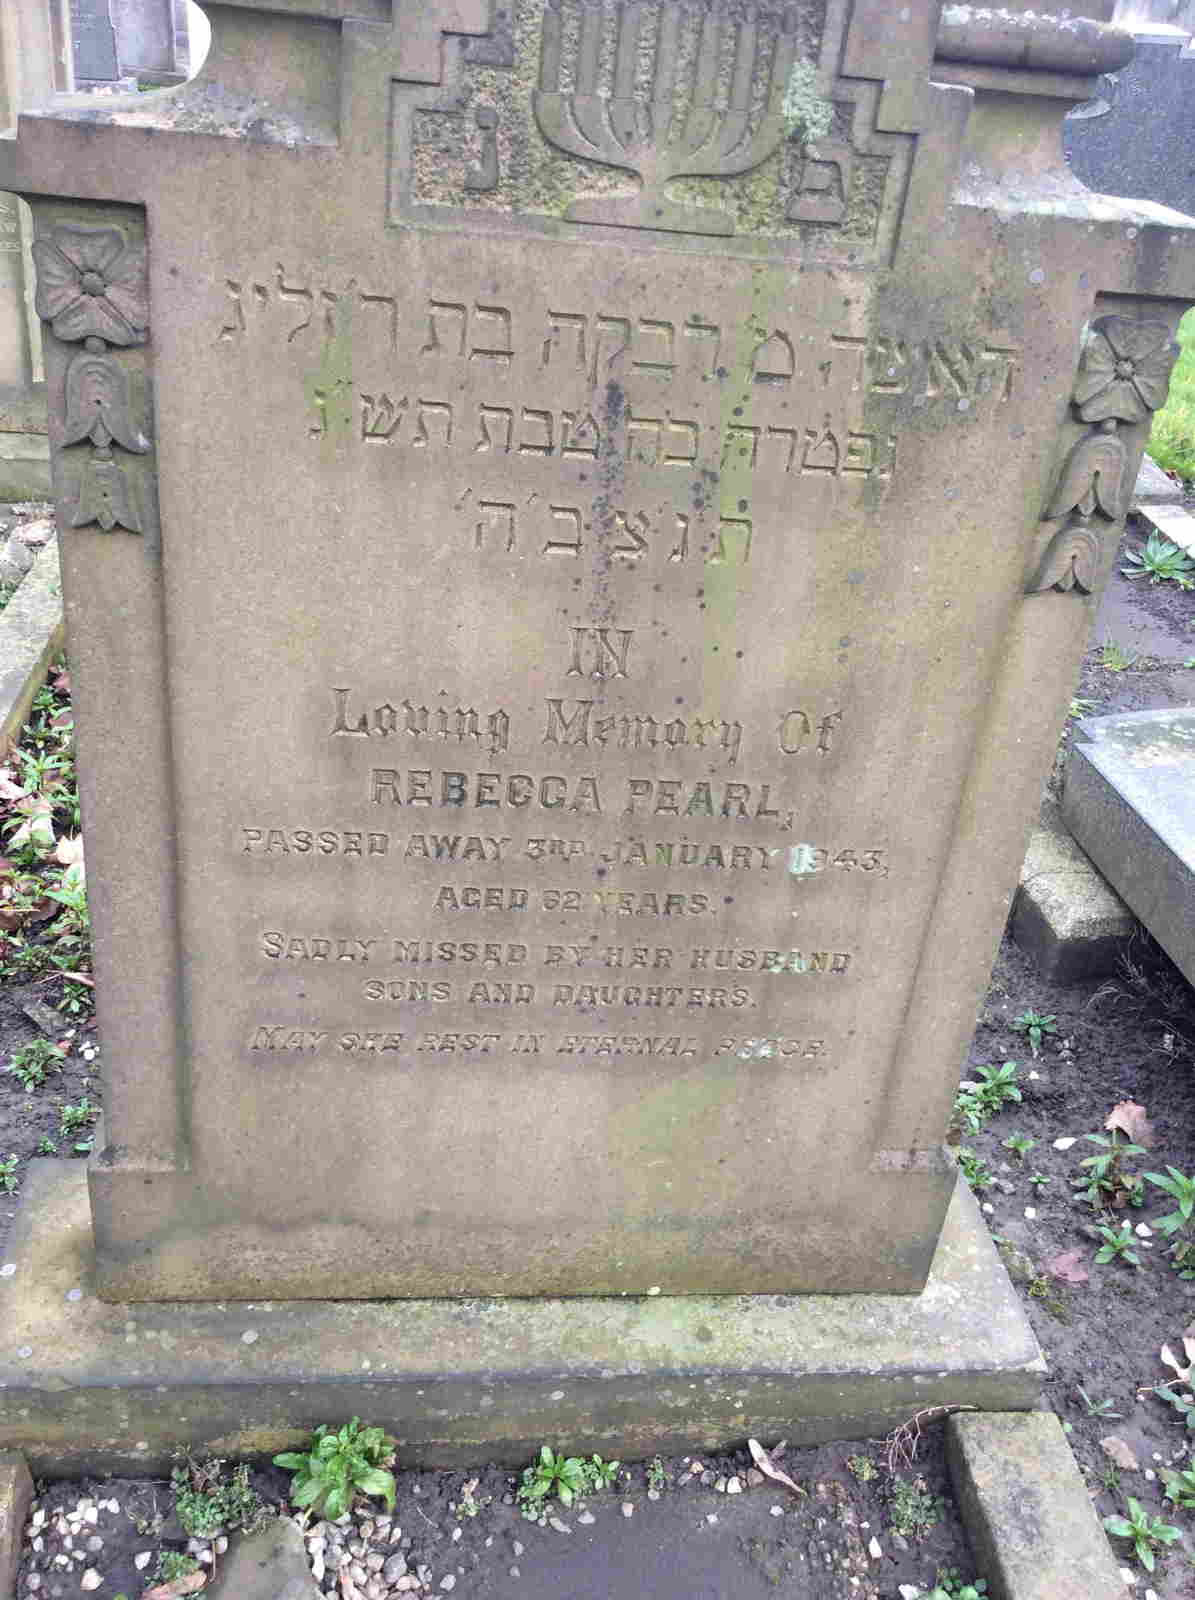 פ נ
האשה מ' רבקה בת ר' זליג
נפטרה כה טבת תש"ג
ת' נ' צ' ב' ה'
IN
Loving Memory Of
REBECCA PEARL,
PASSED AWAY 3RD JANUARY 1943,
AGED 62 YEARS.
SADLY MISSED BY HER HUSBAND
SONS AND DAUGHTERS.
MAY SHE REST IN ETERNAL PEACE.